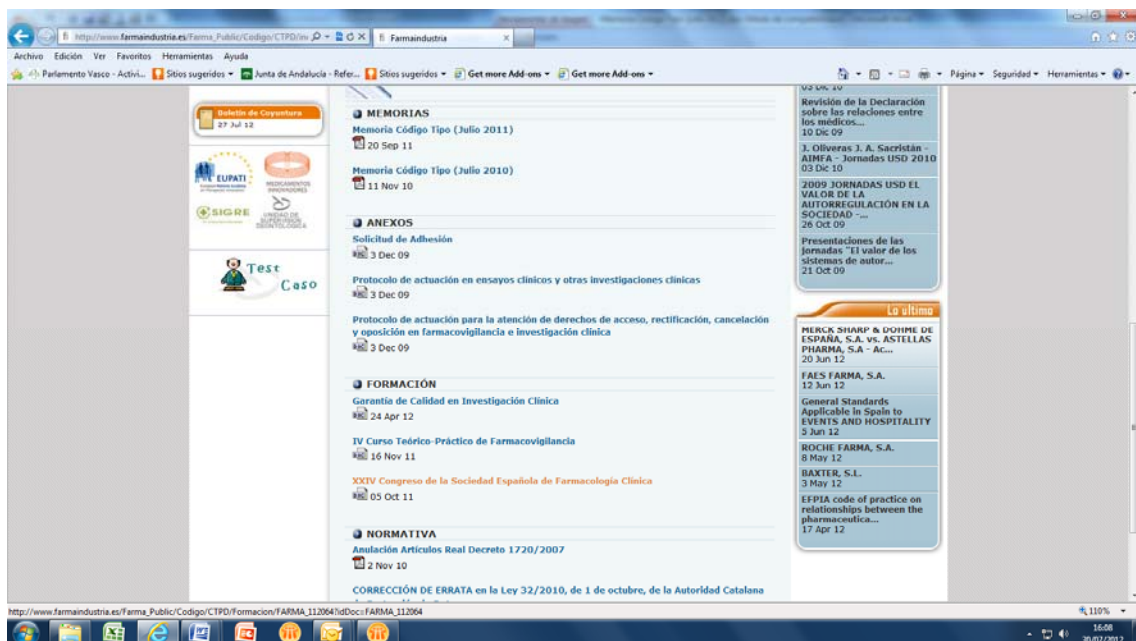 http://www.farmaindustria.es/Farma_Public/Codigo/CTPD/in
Farmaindustria
Archivo Edición Ver Favoritos Herramientas Ayuda
Parlamento Vasco - Activi... Sitios sugeridos Junta de Andalucía - Refer... Sitios sugeridos Get more Add-ons Get more Add-ons
Página Seguridad Herramientas
Boletín de Coyuntura
27 Jul 12
EUPATI
MEDICAMENTOS
INNOVADORES
SIGRE
UNIDAD DE
SUPERVISIÓN
DEONTOLÓGICA
Test
Caso
MEMORIAS
Memoria Código Tipo (Julio 2011)
20 Sep 11
Memoria Código Tipo (Julio 2010)
11 Nov 10
ANEXOS
Solicitud de Adhesión
3 Dec 09
Protocolo de actuación en ensayos clínicos y otras investigaciones clínicas
3 Dec 09
Protocolo de actuación para la atención de derechos de acceso, rectificación, cancelación
y oposición en farmacovigilancia e investigación clínica
3 Dec 09
FORMACIÓN
Garantía de Calidad en Investigación Clínica
24 Apr 12
IV Curso Teórico-Práctico de Farmacovigilancia
16 Nov 11
XXIV Congreso de la Sociedad Española de Farmacología Clínica
05 Oct 11
NORMATIVA
Anulación Artículos Real Decreto 1720/2007
2 Nov 10
CORRECCIÓN DE ERRATA en la Ley 32/2010, de 1 de octubre, de la Autoridad Catalana
03 Dic 10
Revisión de la Declaración
sobre las relaciones entre
los médicos...
10 Dic 09
J. Oliveras J. A. Sacristán -
AIMFA - Jornadas USD 2010
03 Dic 10
2009 JORNADAS USD EL
VALOR DE LA
AUTORREGULACIÓN EN LA
SOCIEDAD -...
26 Oct 09
Presentaciones de las
jornadas "El valor de los
sistemas de autor...
21 Oct 09
Lo ultimo
MERCK SHARP & DOHME DE
ESPAÑA, S.A. vs. ASTELLAS
PHARMA, S.A - Ac...
20 Jun 12
FAES FARMA, S.A.
12 Jun 12
General Standards
Applicable in Spain to
EVENTS AND HOSPITALITY
5 Jun 12
ROCHE FARMA, S.A.
8 May 12
BAXTER, S.L.
3 May 12
EFPIA code of practice on
relationships between the
pharmaceutica...
17 Apr 12
http://www.farmaindustria.es/Farma_Public/Codigo/CTPD/Formacion/FARMA_112064?idDoc=FARMA_112064
110%
16:08
30/07/2012